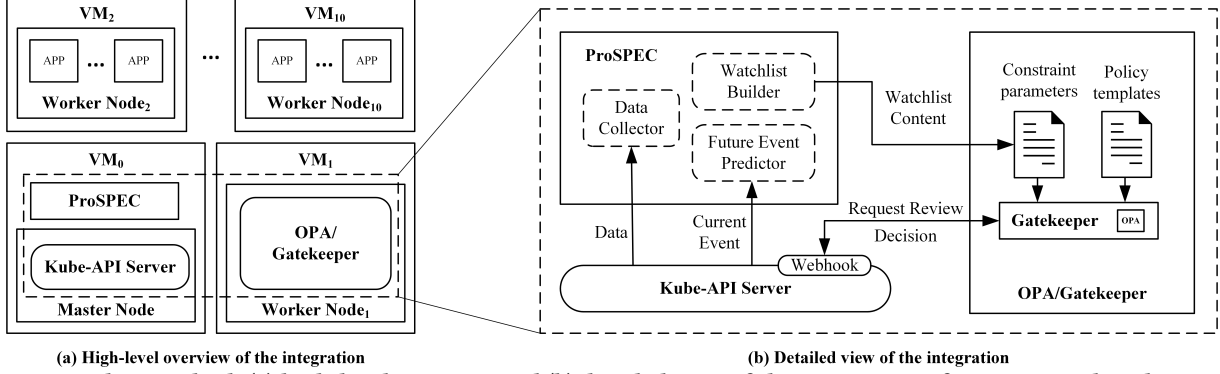 VM2
VM10
APP
...
APP
...
APP
...
APP
Worker Node2
Worker Node10
VM0
VM1
ProSPEC
OPA/
Gatekeeper
Kube-API Server
Master Node
Worker Node1
(a) High-level overview of the integration
ProSPEC
Watchlist
Builder
Data
Collector
Future Event
Predictor
Watchlist
Content
Constraint
parameters
Policy
templates
Data
Current
Event
Request Review
Decision
Gatekeeper
OPA
Webhook
Kube-API Server
OPA/Gatekeeper
(b) Detailed view of the integration